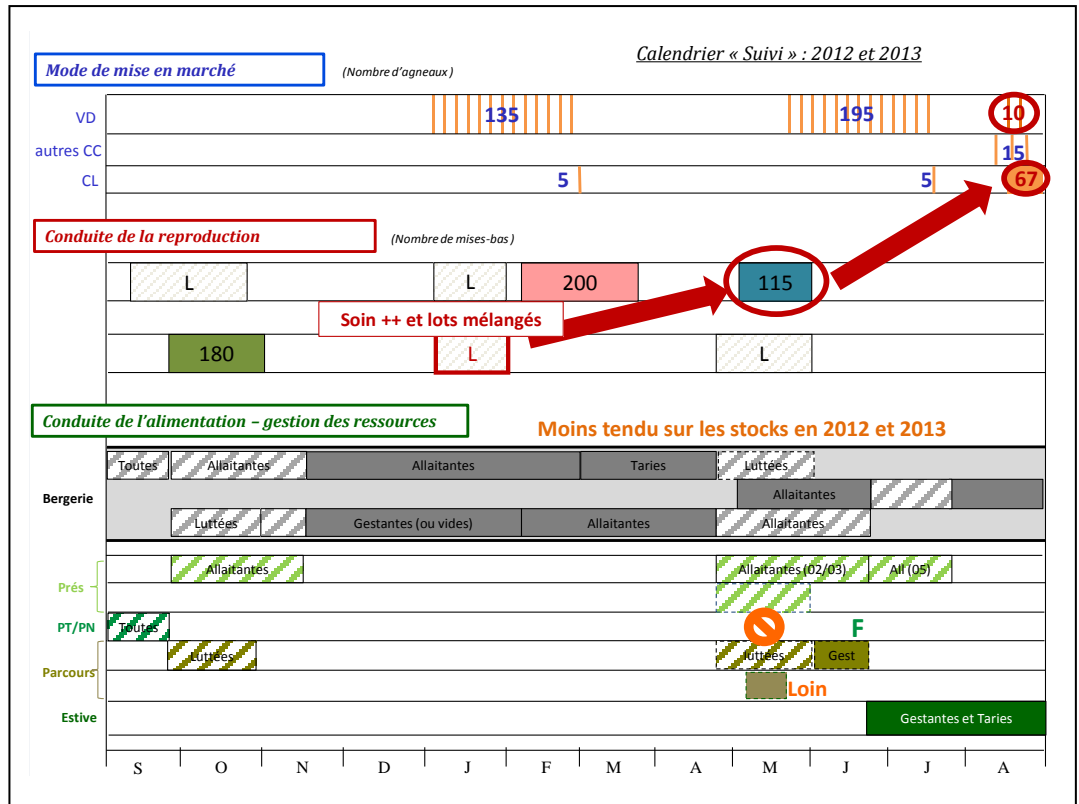 Calendrier « Suivi » : 2012 et 2013
Mode de mise en marché
(Nombre d'agneaux )
VD
135
195
10
autres CC
15
CL
5
5
67
Conduite de la reproduction
(Nombre de mises-bas )
L
L
200
115
Soin ++ et lots mélangés
180
L
L
Conduite de l'alimentation – gestion des ressources
Moins tendu sur les stocks en 2012 et 2013
Toutes
Allaitantes
Allaitantes
Taries
Luttées
Bergerie
Allaitantes
Luttées
Gestantes (ou vides)
Allaitantes
Allaitantes
Allaitantes
Allaitantes (02/03)
All (05)
Prés
PT/PN
Toutes
F
Luttées
luttées
Gest
Parcours
Loin
Estive
Gestantes et Taries
S O N D J F M A M J J A